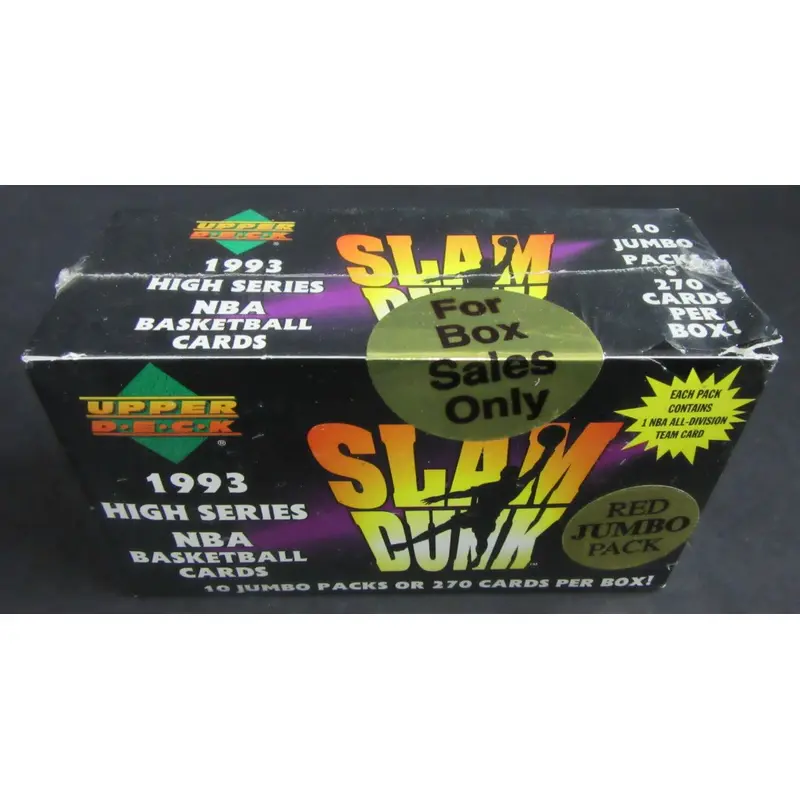 UPPER
D·E·C·K
®
1993
HIGH SERIES
NBA
BASKETBALL
CARDS
SLAM
DUNK
10
JUMBO
PACKS
•
270
CARDS
PER
BOX!
For
Box
Sales
Only
UPPER
D·E·C·K
®
1993
HIGH SERIES
NBA
BASKETBALL
CARDS
SLAM
DUNK
™
EACH PACK
CONTAINS
1 NBA ALL-DIVISION
TEAM CARD
RED
JUMBO
PACK
10 JUMBO PACKS OR 270 CARDS PER BOX!